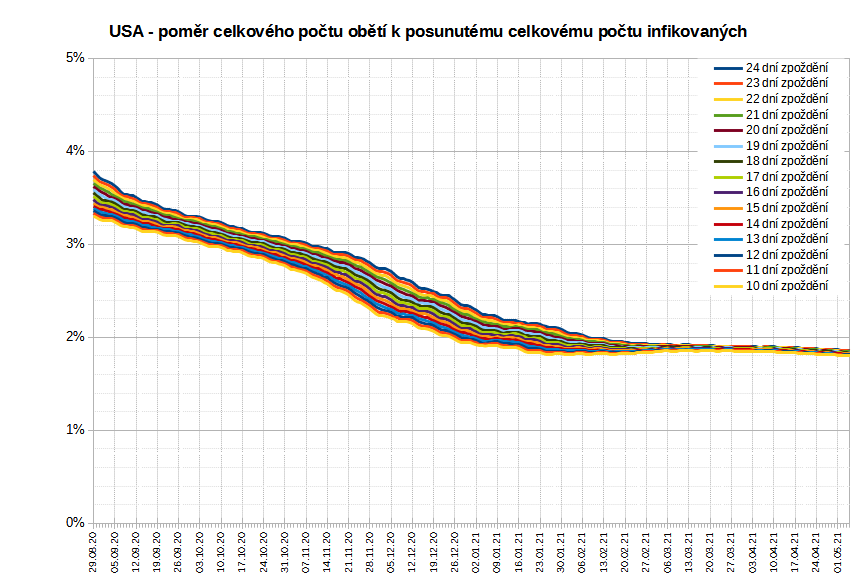 USA - poměr celkového počtu obětí k posunutému celkovému počtu infikovaných
5%
4%
3%
2%
1%
0%
24 dní zpoždění
23 dní zpoždění
22 dní zpoždění
21 dní zpoždění
20 dní zpoždění
19 dní zpoždění
18 dní zpoždění
17 dní zpoždění
16 dní zpoždění
15 dní zpoždění
14 dní zpoždění
13 dní zpoždění
12 dní zpoždění
11 dní zpoždění
10 dní zpoždění
29.08.20
05.09.20
12.09.20
19.09.20
26.09.20
03.10.20
10.10.20
17.10.20
24.10.20
31.10.20
07.11.20
14.11.20
21.11.20
28.11.20
05.12.20
12.12.20
19.12.20
26.12.20
02.01.21
09.01.21
16.01.21
23.01.21
30.01.21
06.02.21
13.02.21
20.02.21
27.02.21
06.03.21
13.03.21
20.03.21
27.03.21
03.04.21
10.04.21
17.04.21
24.04.21
01.05.21